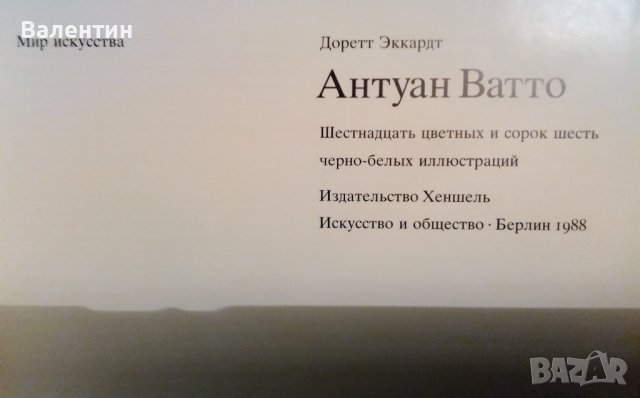 Валентин
Мир искусства
Доретт Эккардт
Антуан Ватто
Шестнадцать цветных и сорок шесть
черно-белых иллюстраций
Издательство Хеншель
Искусство и общество · Берлин 1988
BAZAR